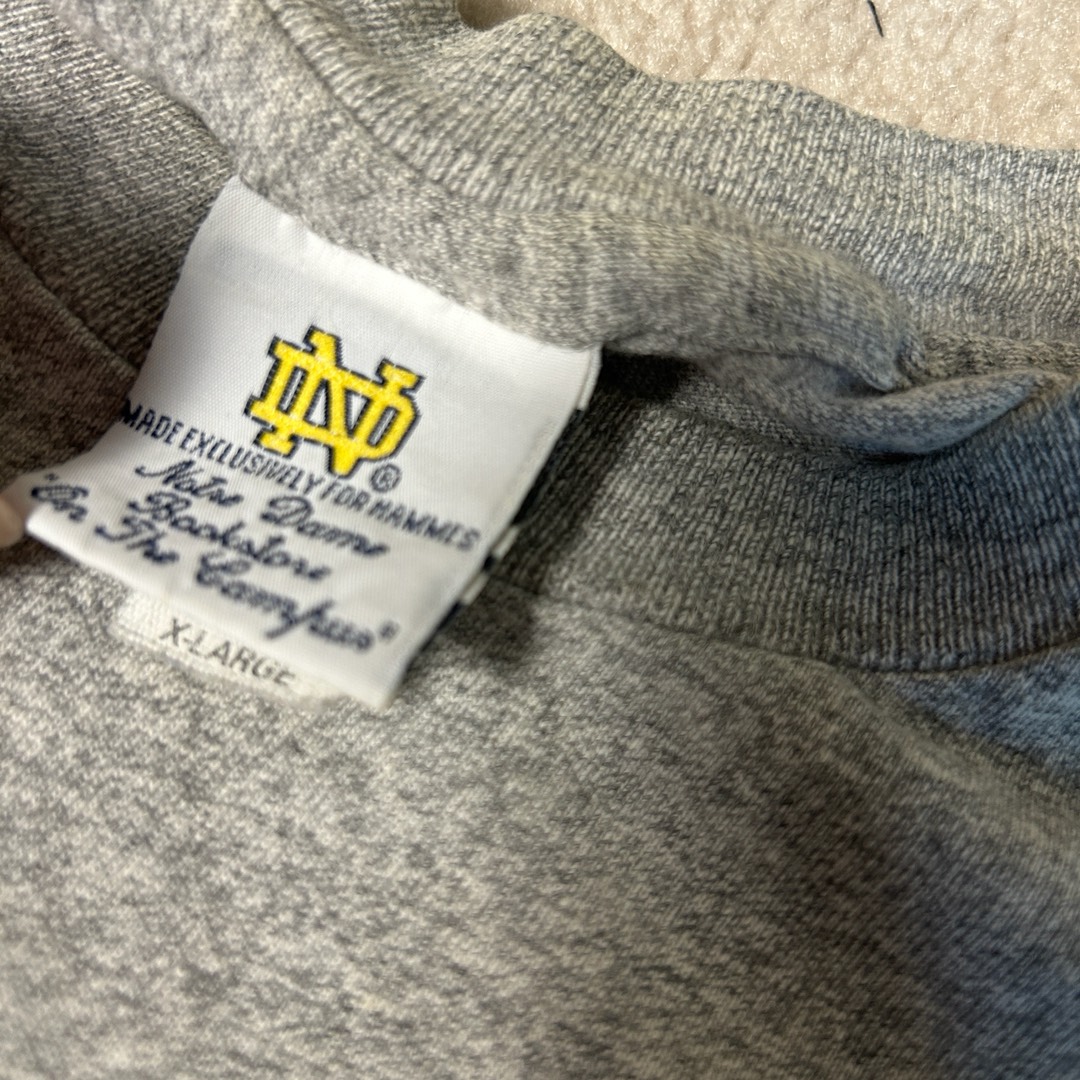 ND®
MADE EXCLUSIVELY FOR HAMMES
Notre Dame
Bookstore
"On The Campus"
X-LARGE